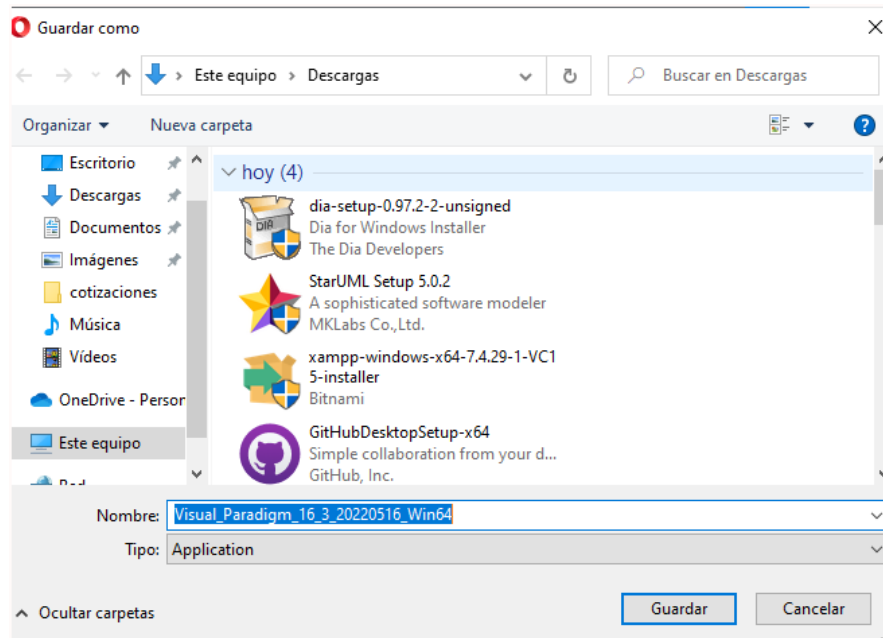 Guardar como
Este equipo > Descargas
Buscar en Descargas
Organizar
Nueva carpeta
Escritorio
Descargas
Documentos
Imágenes
cotizaciones
Música
Vídeos
OneDrive - Person
Este equipo
hoy (4)
DIA
dia-setup-0.97.2-2-unsigned
Dia for Windows Installer
The Dia Developers
StarUML Setup 5.0.2
A sophisticated software modeler
MKLabs Co.,Ltd.
xampp-windows-x64-7.4.29-1-VC1
5-installer
Bitnami
GitHubDesktopSetup-x64
Simple collaboration from your d...
GitHub, Inc.
Nombre: Visual_Paradigm_16_3_20220516_Win64
Tipo: Application
Ocultar carpetas
Guardar
Cancelar